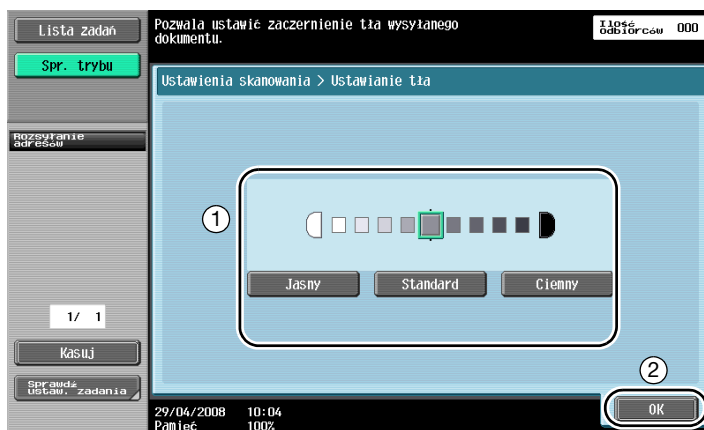 Lista zadań
Spr. trybu
Rozsyłanie
adresów
1/ 1
Kasuj
Sprawdź
ustaw. zadania
Pozwala ustawić zaczernienie tła wysyłanego
dokumentu.
Ilość
odbiorców 000
Ustawienia skanowania > Ustawianie tła
1
Jasny Standard Ciemny
2
OK
29/04/2008 10:04
Pamięć 100%